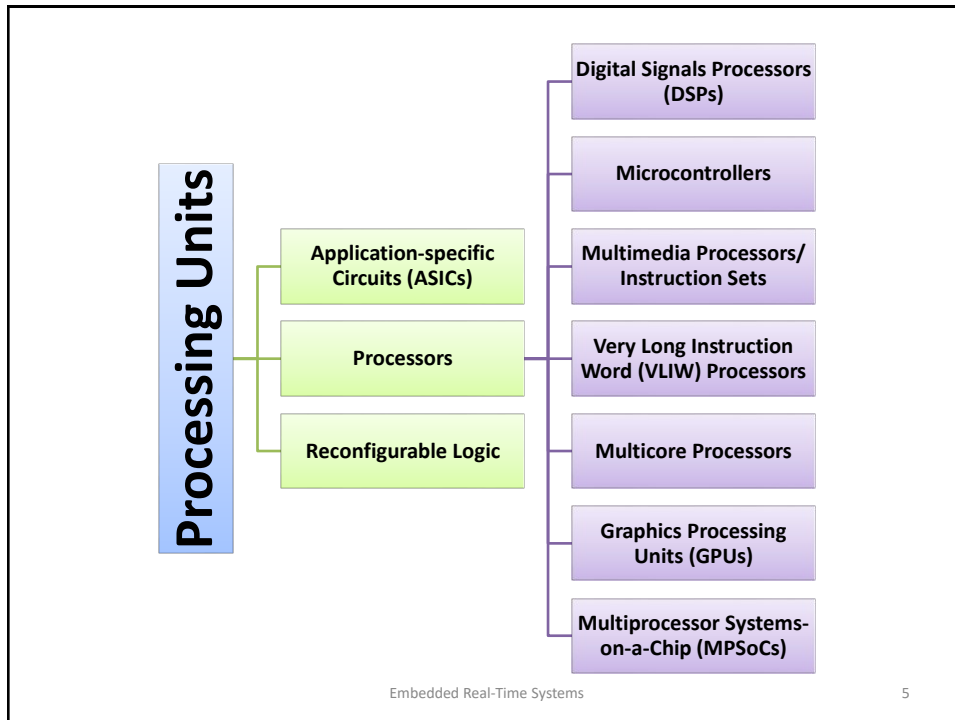 Processing Units
Application-specific
Circuits (ASICs)
Processors
Reconfigurable Logic
Digital Signals Processors
(DSPs)
Microcontrollers
Multimedia Processors/
Instruction Sets
Very Long Instruction
Word (VLIW) Processors
Multicore Processors
Graphics Processing
Units (GPUs)
Multiprocessor Systems-
on-a-Chip (MPSoCs)
Embedded Real-Time Systems
5